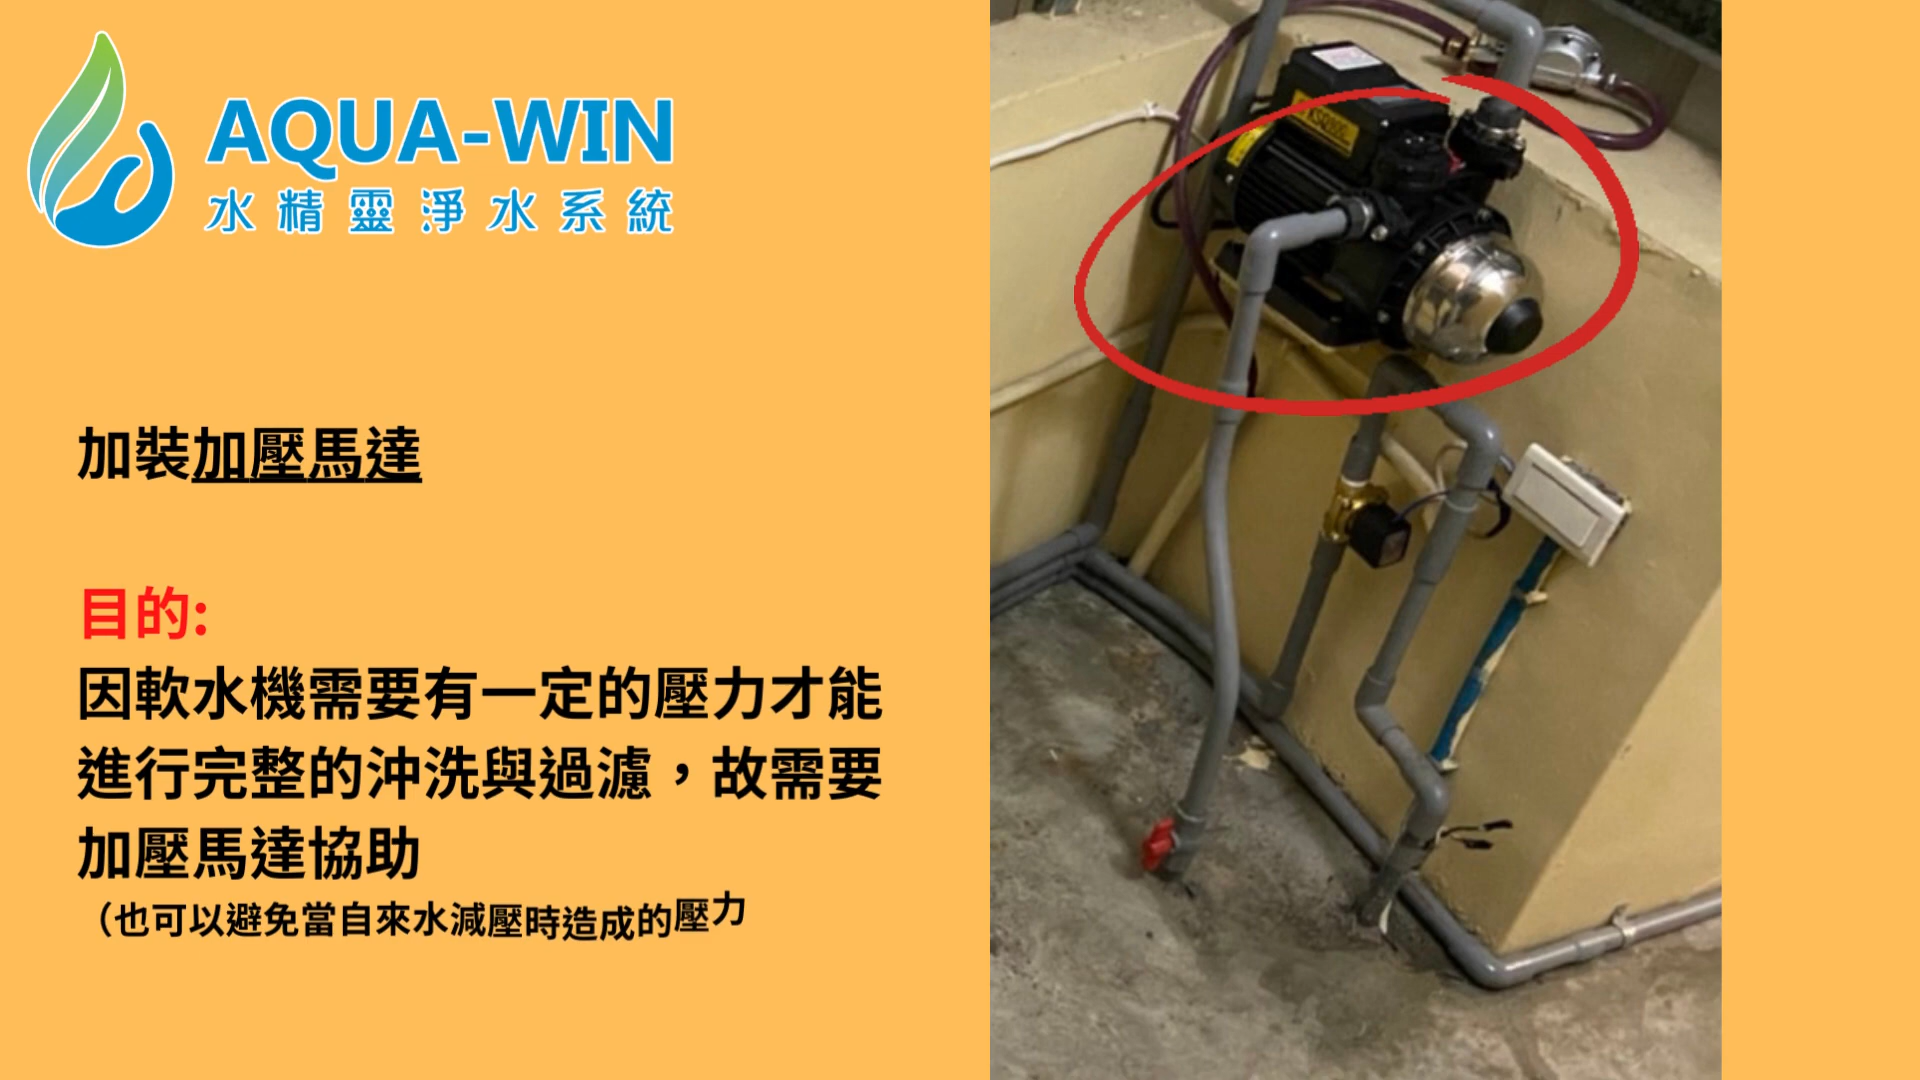 AQUA-WIN
水精靈淨水系統
加裝加壓馬達
目的:
因軟水機需要有一定的壓力才能
進行完整的沖洗與過濾，故需要
加壓馬達協助
（也可以避免當自來水減壓時造成的壓力